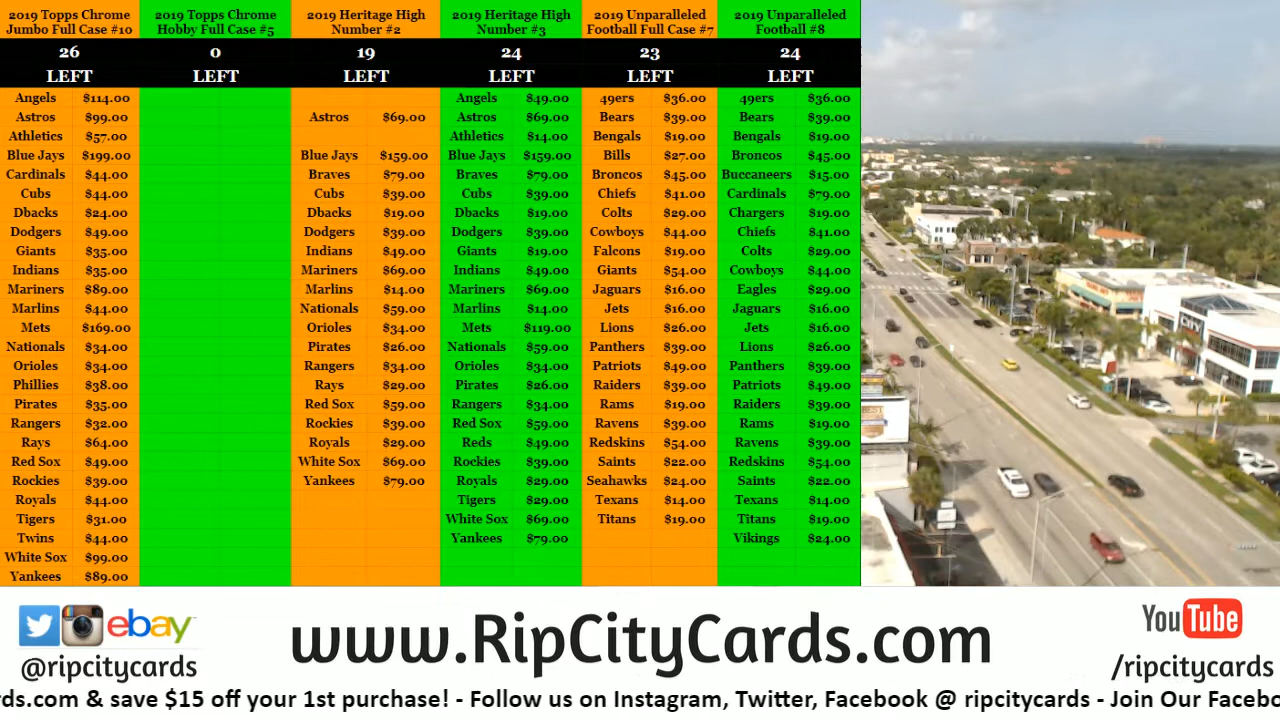 2019 Topps Chrome Jumbo Full Case #10
26
LEFT
Angels $114.00
Astros $99.00
Athletics $57.00
Blue Jays $199.00
Cardinals $44.00
Cubs $44.00
Dbacks $24.00
Dodgers $49.00
Giants $35.00
Indians $35.00
Mariners $89.00
Marlins $44.00
Mets $169.00
Nationals $34.00
Orioles $34.00
Phillies $38.00
Pirates $35.00
Rangers $32.00
Rays $64.00
Red Sox $49.00
Rockies $39.00
Royals $44.00
Tigers $31.00
Twins $44.00
White Sox $99.00
Yankees $89.00
2019 Topps Chrome Hobby Full Case #5
0
LEFT
2019 Heritage High Number #2
19
LEFT
Astros $69.00
Blue Jays $159.00
Braves $79.00
Cubs $39.00
Dbacks $19.00
Dodgers $39.00
Indians $49.00
Mariners $69.00
Marlins $14.00
Nationals $59.00
Orioles $34.00
Pirates $26.00
Rangers $34.00
Rays $29.00
Red Sox $59.00
Rockies $39.00
Royals $29.00
White Sox $69.00
Yankees $79.00
2019 Heritage High Number #3
24
LEFT
Angels $49.00
Astros $69.00
Athletics $14.00
Blue Jays $159.00
Braves $79.00
Cubs $39.00
Dbacks $19.00
Dodgers $39.00
Giants $19.00
Indians $49.00
Mariners $69.00
Marlins $14.00
Mets $119.00
Nationals $59.00
Orioles $34.00
Pirates $26.00
Rangers $34.00
Red Sox $59.00
Reds $49.00
Rockies $39.00
Royals $29.00
Tigers $29.00
White Sox $69.00
Yankees $79.00
2019 Unparalleled Football Full Case #7
23
LEFT
49ers $36.00
Bears $39.00
Bengals $19.00
Bills $27.00
Broncos $45.00
Chiefs $41.00
Colts $29.00
Cowboys $44.00
Falcons $19.00
Giants $54.00
Jaguars $16.00
Jets $16.00
Lions $26.00
Panthers $39.00
Patriots $49.00
Raiders $39.00
Rams $19.00
Ravens $39.00
Redskins $54.00
Saints $22.00
Seahawks $24.00
Texans $14.00
Titans $19.00
2019 Unparalleled Football #8
24
LEFT
49ers $36.00
Bears $39.00
Bengals $19.00
Broncos $45.00
Buccaneers $15.00
Cardinals $79.00
Chargers $19.00
Chiefs $41.00
Colts $29.00
Cowboys $44.00
Eagles $29.00
Jaguars $16.00
Jets $16.00
Lions $26.00
Panthers $39.00
Patriots $49.00
Raiders $39.00
Rams $19.00
Ravens $39.00
Redskins $54.00
Saints $22.00
Texans $14.00
Titans $19.00
Vikings $24.00
CITY
BEST
ebay
@ripcitycards
www.RipCityCards.com
YouTube
/ripcitycards
rds.com & save $15 off your 1st purchase! - Follow us on Instagram, Twitter, Facebook @ ripcitycards - Join Our Facebo